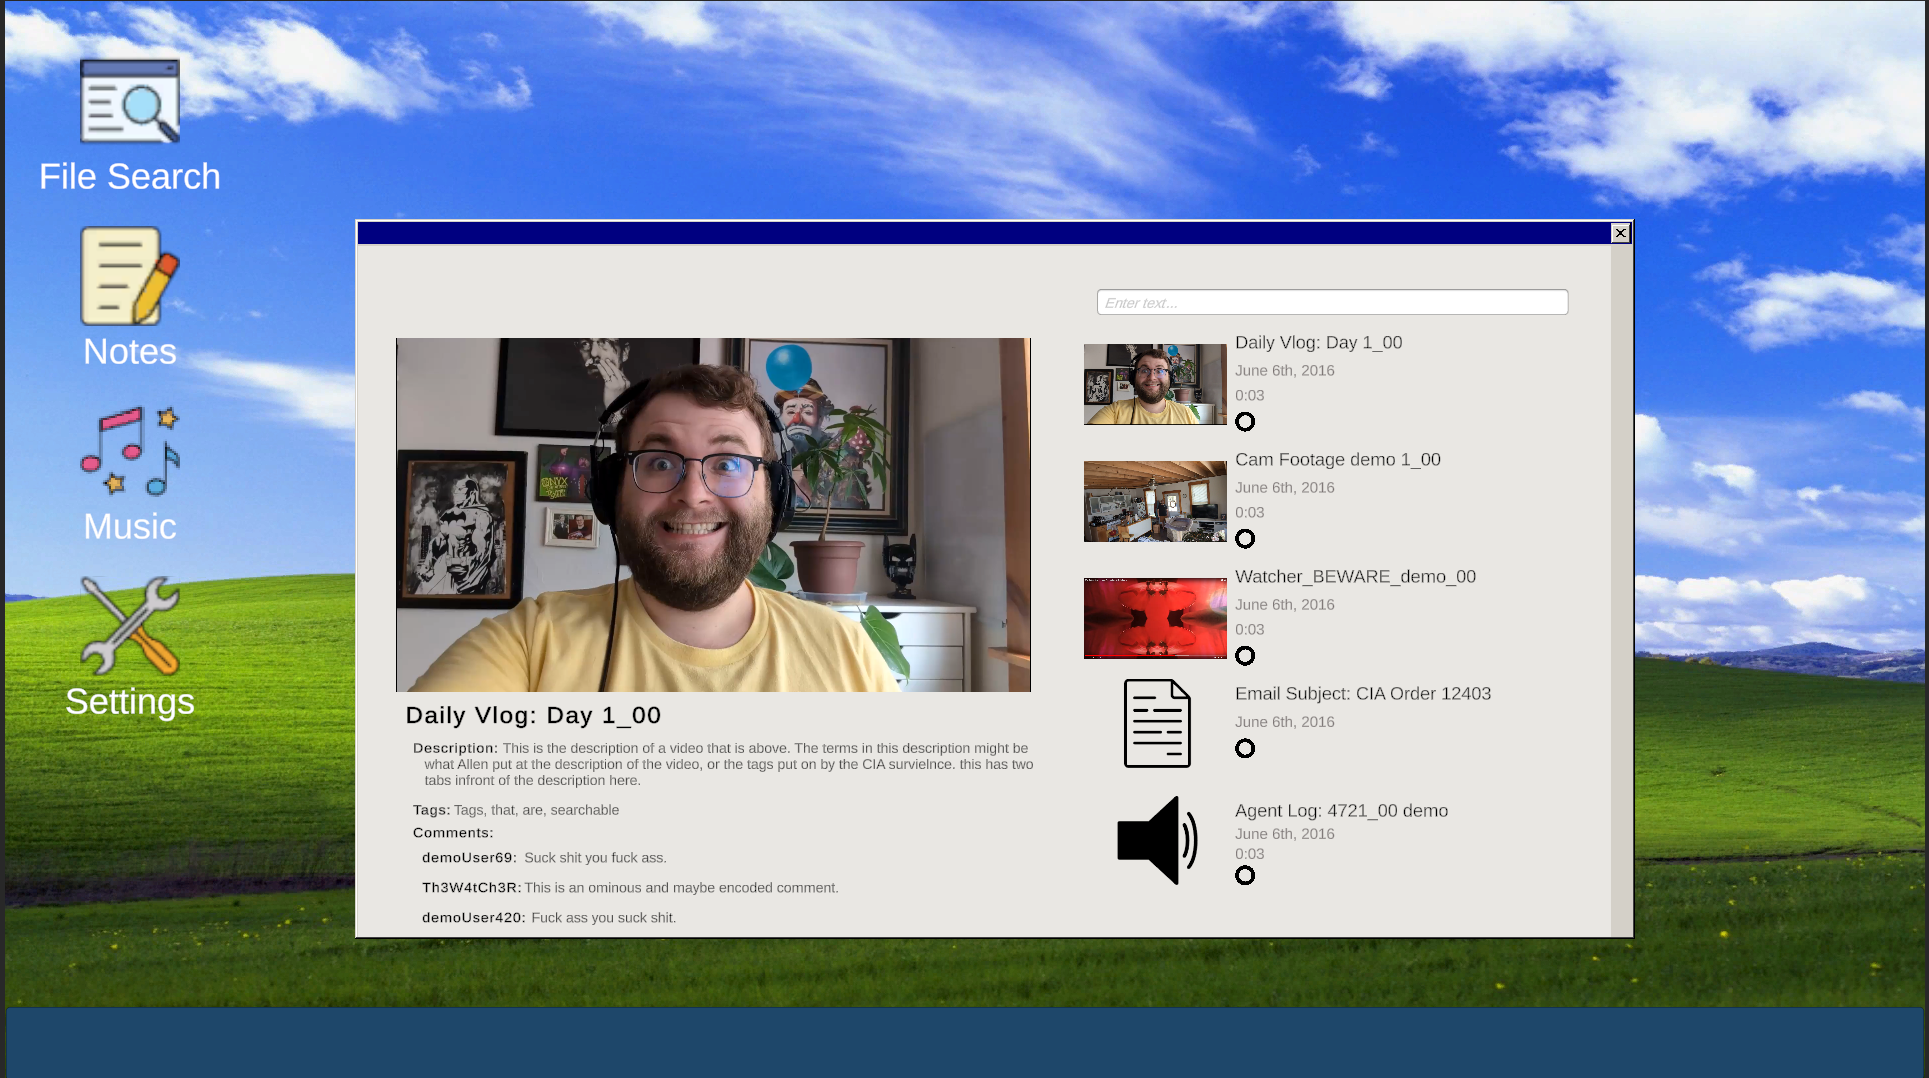 File Search
Notes
Music
Settings
Enter text...
Daily Vlog: Day 1_00
Description: This is the description of a video that is above. The terms in this description might be
what Allen put at the description of the video, or the tags put on by the CIA survielnce. this has two
tabs infront of the description here.
Tags: Tags, that, are, searchable
Comments:
demoUser69: Suck shit you fuck ass.
Th3W4tCh3R: This is an ominous and maybe encoded comment.
demoUser420: Fuck ass you suck shit.
Daily Vlog: Day 1_00
June 6th, 2016
0:03
Cam Footage demo 1_00
June 6th, 2016
0:03
Watcher_BEWARE_demo_00
June 6th, 2016
0:03
Email Subject: CIA Order 12403
June 6th, 2016
Agent Log: 4721_00 demo
June 6th, 2016
0:03